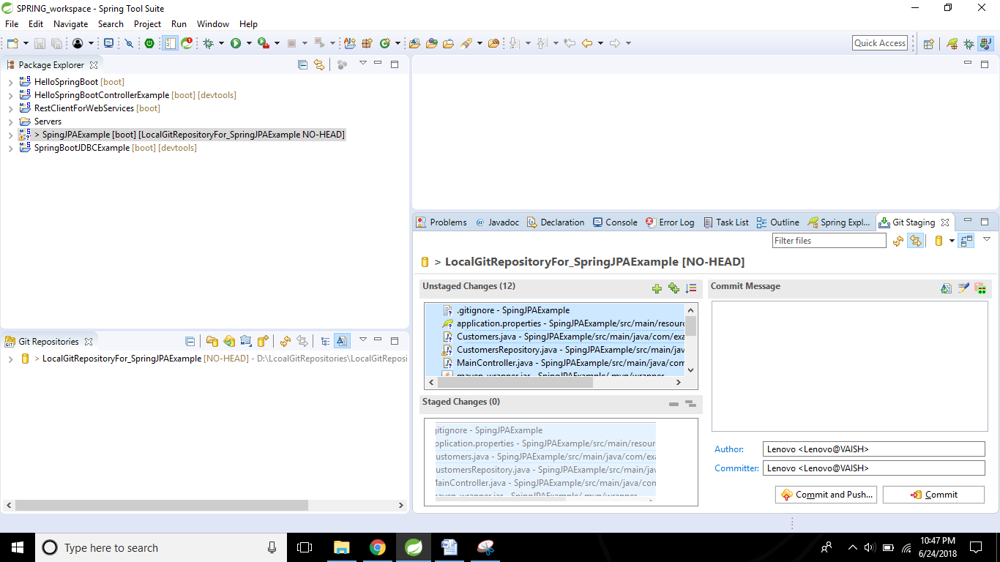 SPRING_workspace - Spring Tool Suite
File Edit Navigate Search Project Run Window Help
Quick Access
Package Explorer
HelloSpringBoot [boot]
HelloSpringBootControllerExample [boot] [devtools]
RestClientForWebServices [boot]
Servers
> SpingJPAExample [boot] [LocalGitRepositoryFor_SpringJPAExample NO-HEAD]
SpringBootJDBCExample [boot] [devtools]
Git Repositories
> LocalGitRepositoryFor_SpringJPAExample [NO-HEAD] - D:\LcoalGitRepositories\LocalGitReposi
Problems Javadoc Declaration Console Error Log Task List Outline Spring Expl... Git Staging
Filter files
> LocalGitRepositoryFor_SpringJPAExample [NO-HEAD]
Unstaged Changes (12)
.gitignore - SpingJPAExample
application.properties - SpingJPAExample/src/main/resourc
Customers.java - SpingJPAExample/src/main/java/com/exa
CustomersRepository.java - SpingJPAExample/src/main/jav
MainController.java - SpingJPAExample/src/main/java/com
maven-wrapper.jar - SpingJPAExample/.mvn/wrapper
Staged Changes (0)
gitignore - SpingJPAExample
application.properties - SpingJPAExample/src/main/resour
ustomers.java - SpingJPAExample/src/main/java/com/exa
ustomersRepository.java - SpingJPAExample/src/main/jav
MainController.java - SpingJPAExample/src/main/java/con
maven-wrapper.jar - SpingJPAExample/.mvn/wrapper
Commit Message
Author: Lenovo <Lenovo@VAISH>
Committer: Lenovo <Lenovo@VAISH>
Commit and Push... Commit
Type here to search
10:47 PM
6/24/2018